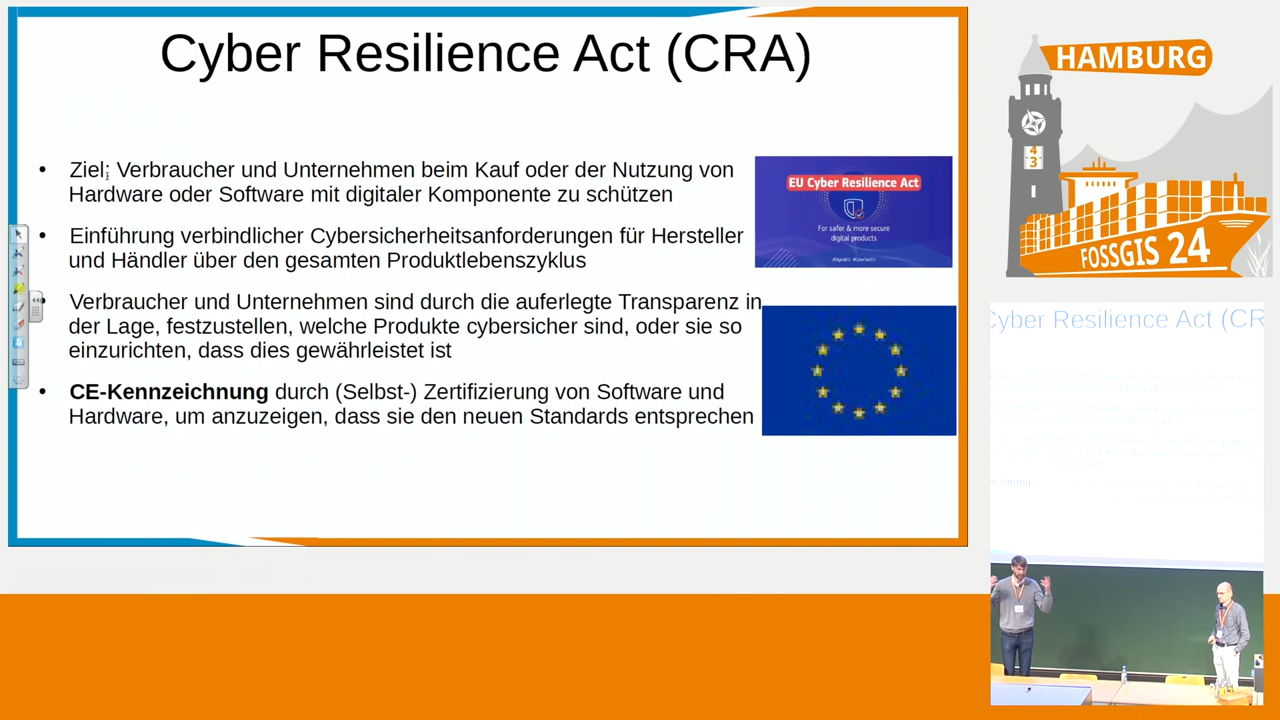 Cyber Resilience Act (CRA)
• Ziel: Verbraucher und Unternehmen beim Kauf oder der Nutzung von
Hardware oder Software mit digitaler Komponente zu schützen
• Einführung verbindlicher Cybersicherheitsanforderungen für Hersteller
und Händler über den gesamten Produktlebenszyklus
Verbraucher und Unternehmen sind durch die auferlegte Transparenz in
der Lage, festzustellen, welche Produkte cybersicher sind, oder sie so
einzurichten, dass dies gewährleistet ist
• CE-Kennzeichnung durch (Selbst-) Zertifizierung von Software und
Hardware, um anzuzeigen, dass sie den neuen Standards entsprechen
EU Cyber Resilience Act
For safer & more secure
digital products
HAMBURG
4
3
FOSSGIS 24
Cyber Resilience Act (CR